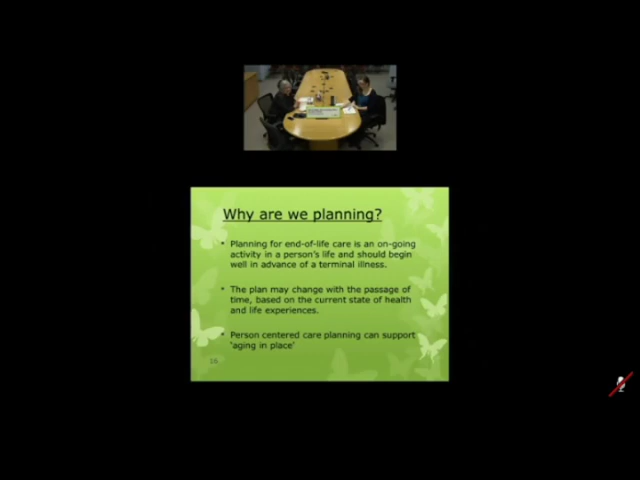 Why are we planning?
• Planning for end-of-life care is an on-going
activity in a person's life and should begin
well in advance of a terminal illness.
• The plan may change with the passage of
time, based on the current state of health
and life experiences.
• Person centered care planning can support
'aging in place'
16